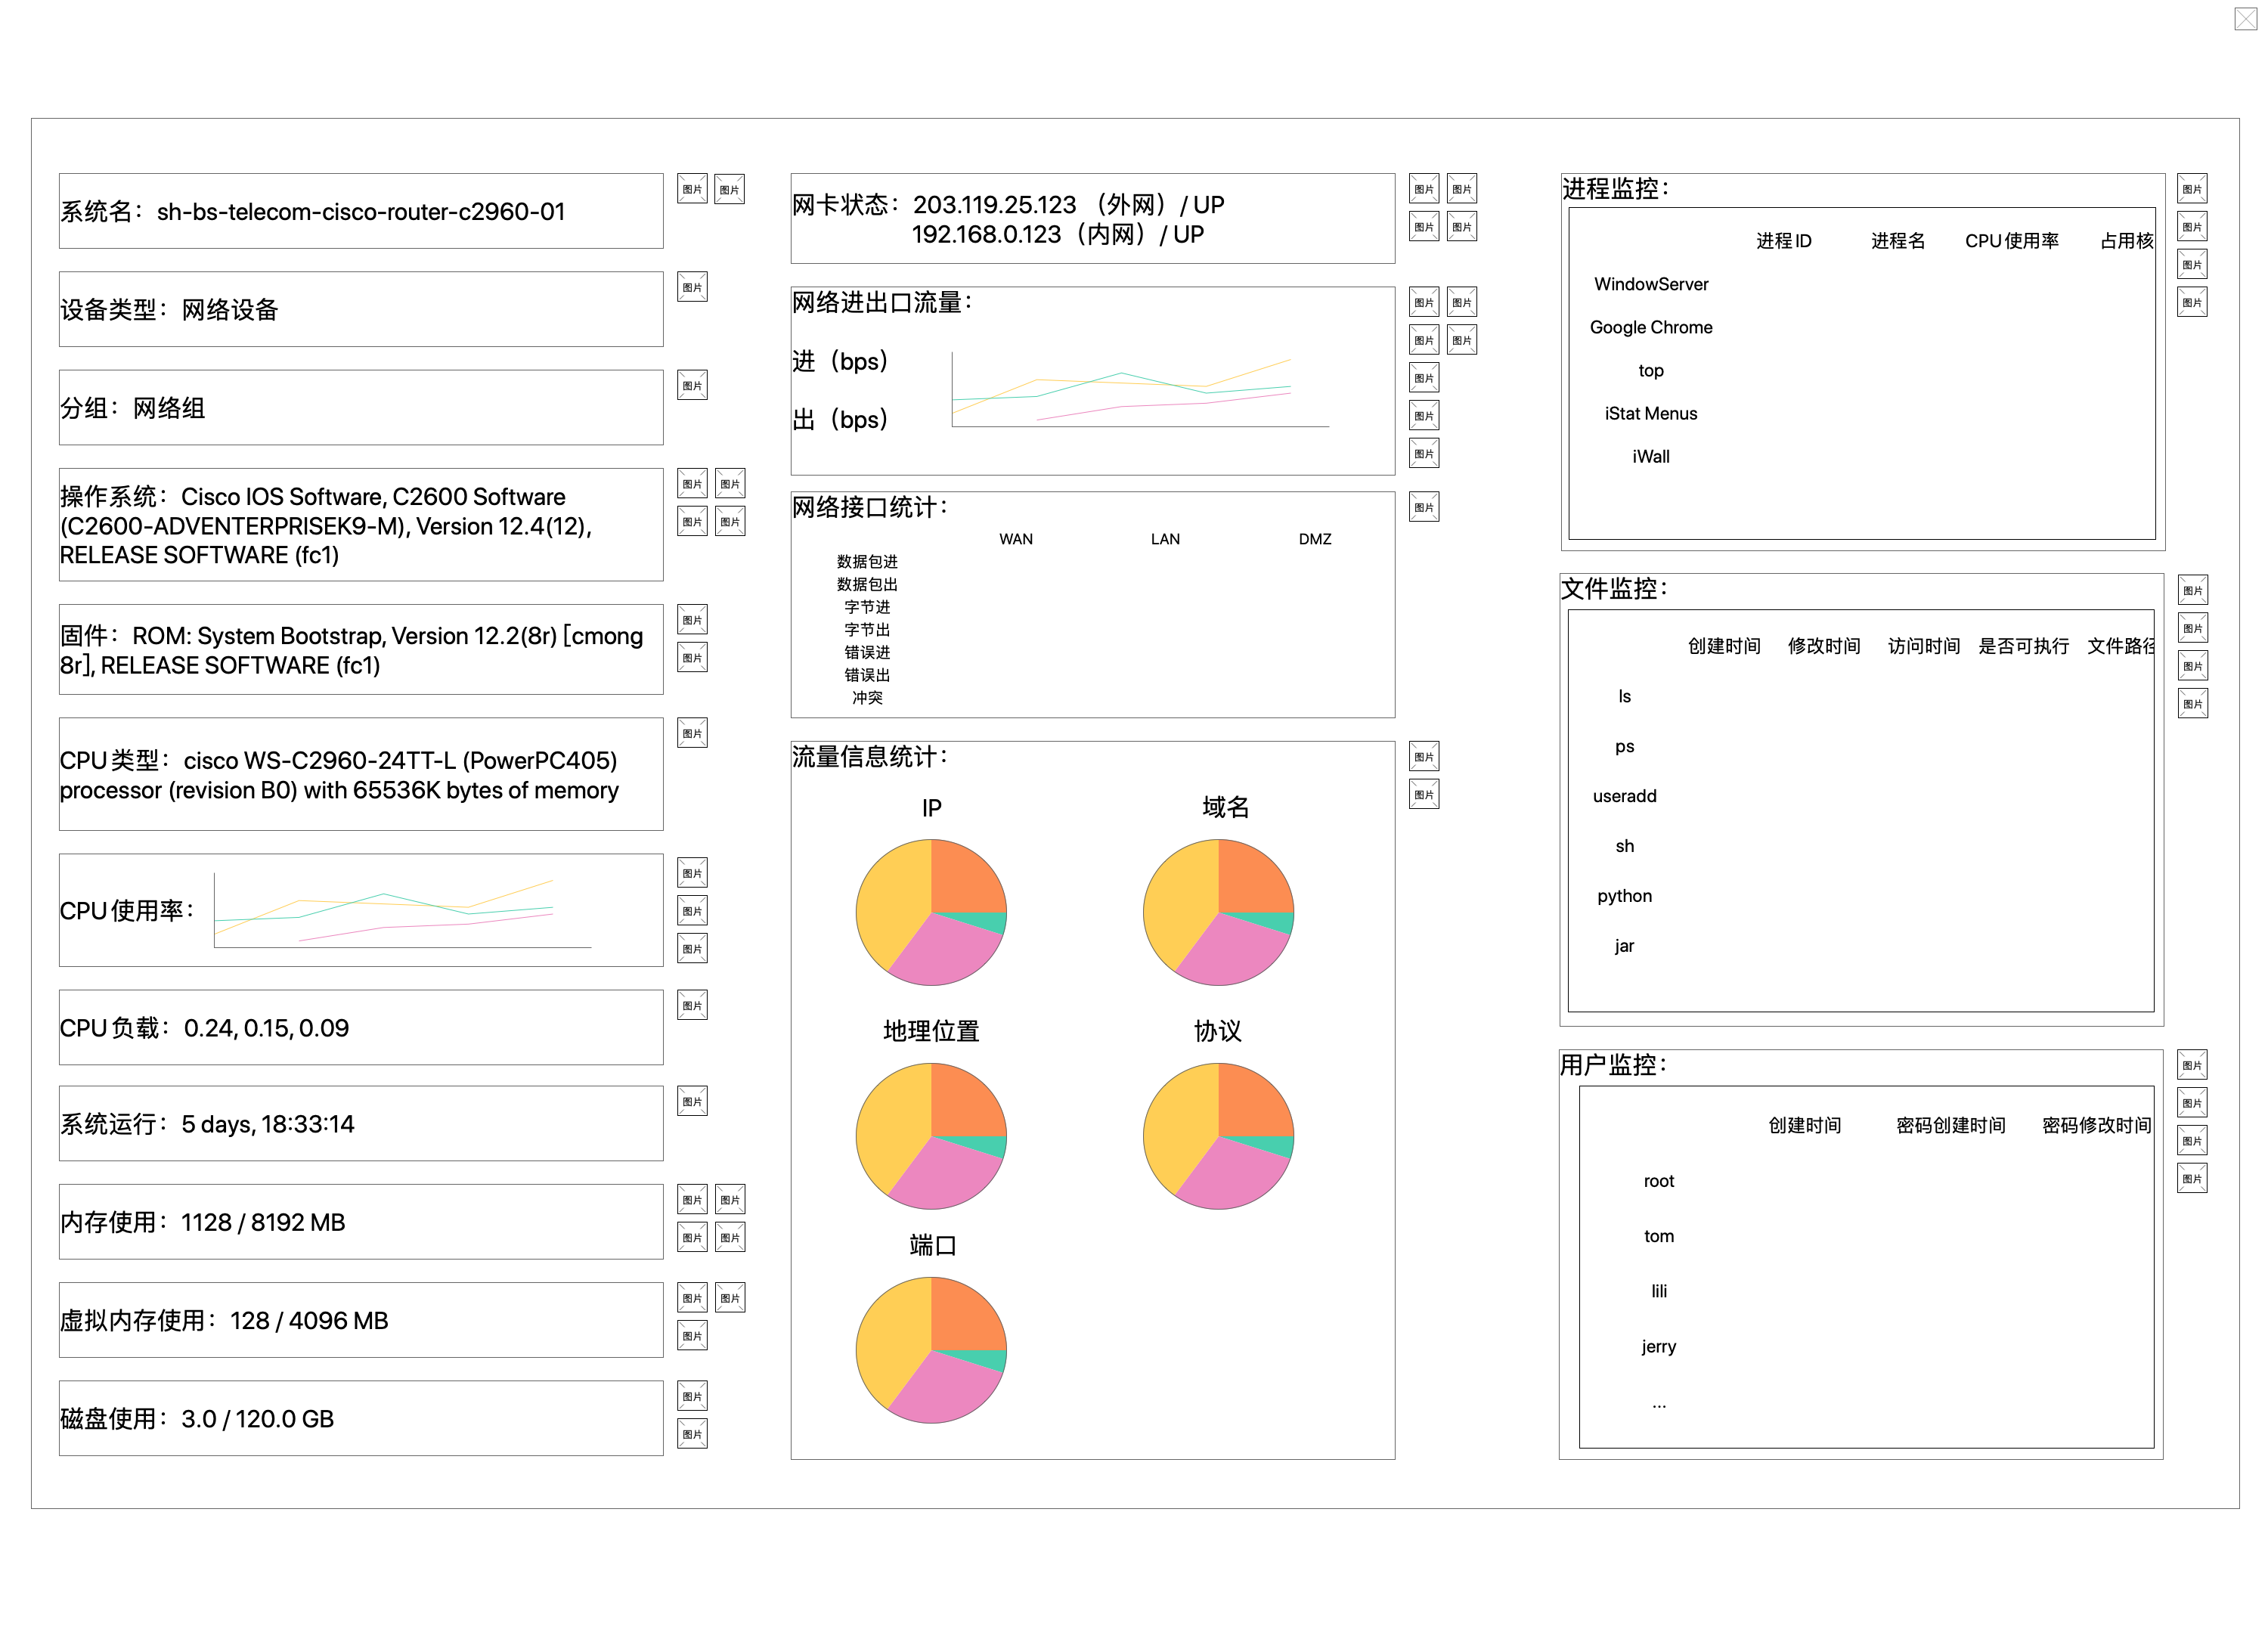 系统名：sh-bs-telecom-cisco-router-c2960-01
图片 图片
设备类型：网络设备
图片
分组：网络组
图片
操作系统：Cisco IOS Software, C2600 Software
(C2600-ADVENTERPRISEK9-M), Version 12.4(12),
RELEASE SOFTWARE (fc1)
图片 图片
图片 图片
固件：ROM: System Bootstrap, Version 12.2(8r) [cmong
8r], RELEASE SOFTWARE (fc1)
图片
图片
CPU类型：cisco WS-C2960-24TT-L (PowerPC405)
processor (revision B0) with 65536K bytes of memory
图片
CPU使用率：
图片
图片
图片
CPU负载：0.24, 0.15, 0.09
图片
系统运行：5 days, 18:33:14
图片
内存使用：1128 / 8192 MB
图片 图片
图片 图片
虚拟内存使用：128 / 4096 MB
图片 图片
图片
磁盘使用：3.0 / 120.0 GB
图片
图片
网卡状态：203.119.25.123 （外网）/ UP
192.168.0.123（内网）/ UP
图片 图片
图片 图片
网络进出口流量：
进（bps）
出（bps）
图片 图片
图片 图片
图片
图片
图片
网络接口统计：
WAN LAN DMZ
数据包进
数据包出
字节进
字节出
错误进
错误出
冲突
图片
流量信息统计：
IP 域名
地理位置 协议
端口
图片
图片
进程监控：
进程ID 进程名 CPU使用率 占用核
WindowServer
Google Chrome
top
iStat Menus
iWall
图片
图片
图片
图片
文件监控：
创建时间 修改时间 访问时间 是否可执行 文件路径
ls
ps
useradd
sh
python
jar
图片
图片
图片
图片
用户监控：
创建时间 密码创建时间 密码修改时间
root
tom
lili
jerry
...
图片
图片
图片
图片